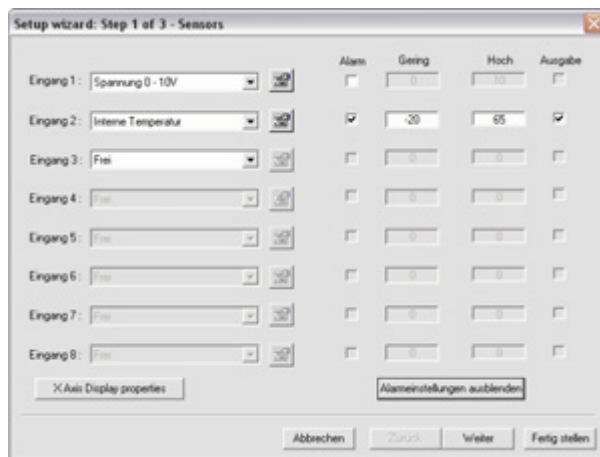 Setup wizard: Step 1 of 3 - Sensors
Alarm Gering Hoch Ausgabe
Eingang 1 : Spannung 0 - 10V 0 10
Eingang 2 : Interne Temperatur -20 65
Eingang 3 : Frei 0 0
Eingang 4 : Frei 0 0
Eingang 5 : Frei 0 0
Eingang 6 : Frei 0 0
Eingang 7 : Frei 0 0
Eingang 8 : Frei 0 0
X Axis Display properties Alarmeinstellungen ausblenden
Abbrechen Zurück Weiter Fertig stellen